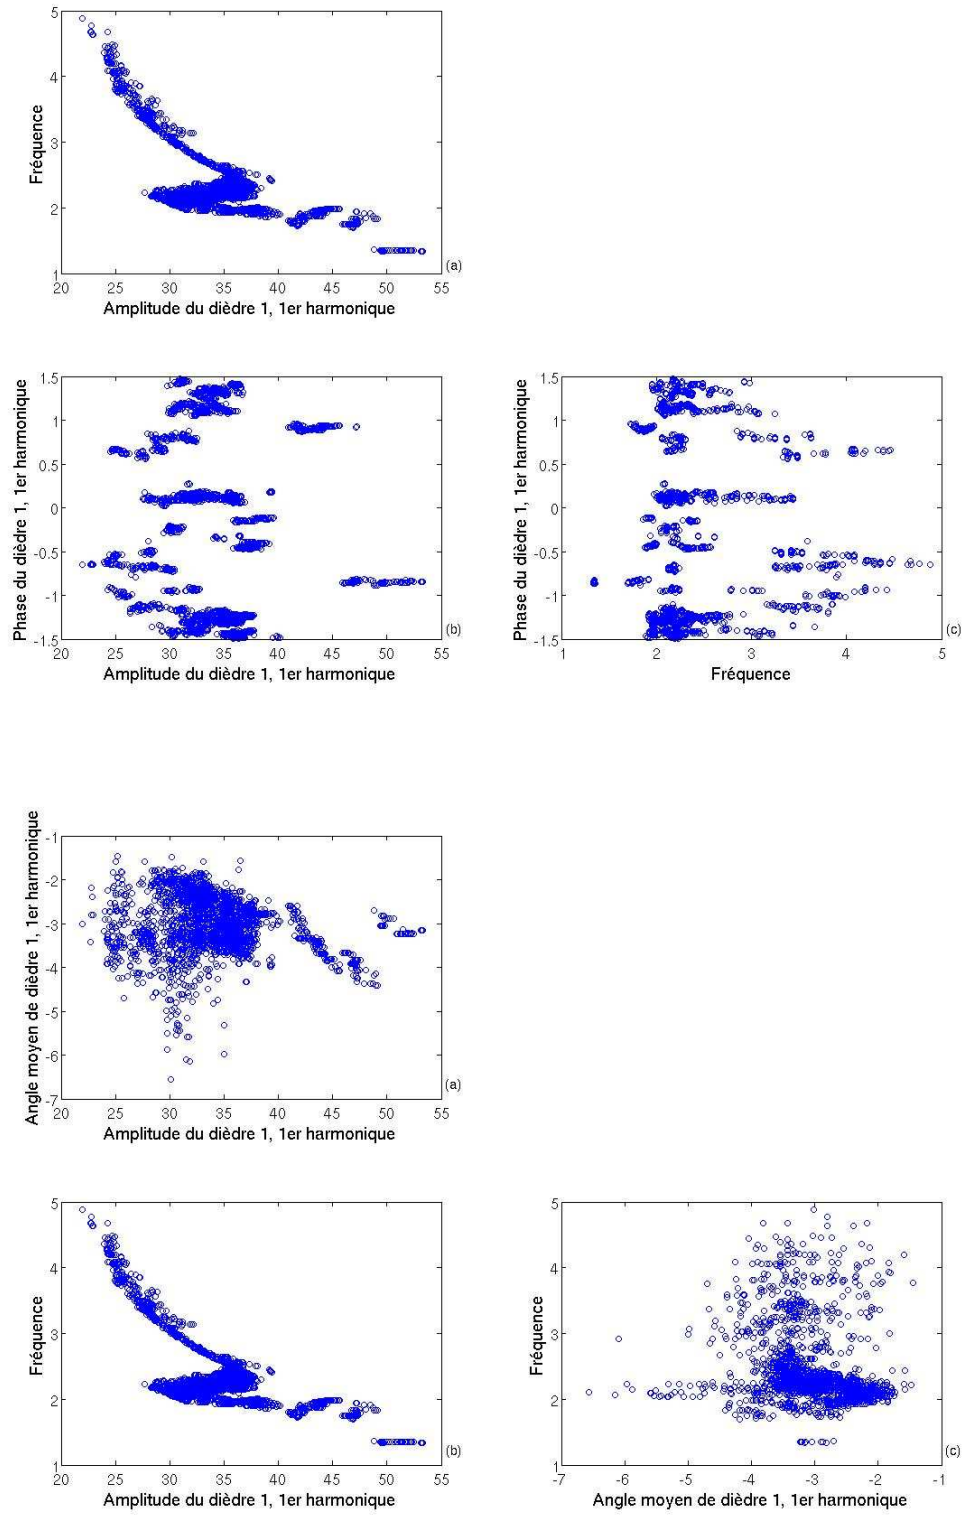 5
4
3
2
1
Fréquence
20 25 30 35 40 45 50 55
(a)
Amplitude du dièdre 1, 1er harmonique
1.5
1
0.5
0
-0.5
-1
-1.5
Phase du dièdre 1, 1er harmonique
20 25 30 35 40 45 50 55
(b)
Amplitude du dièdre 1, 1er harmonique
1.5
1
0.5
0
-0.5
-1
-1.5
Phase du dièdre 1, 1er harmonique
1 2 3 4 5
(c)
Fréquence
-1
-2
-3
-4
-5
-6
-7
Angle moyen de dièdre 1, 1er harmonique
20 25 30 35 40 45 50 55
(a)
Amplitude du dièdre 1, 1er harmonique
5
4
3
2
1
Fréquence
20 25 30 35 40 45 50 55
(b)
Amplitude du dièdre 1, 1er harmonique
5
4
3
2
1
Fréquence
-7 -6 -5 -4 -3 -2 -1
(c)
Angle moyen de dièdre 1, 1er harmonique